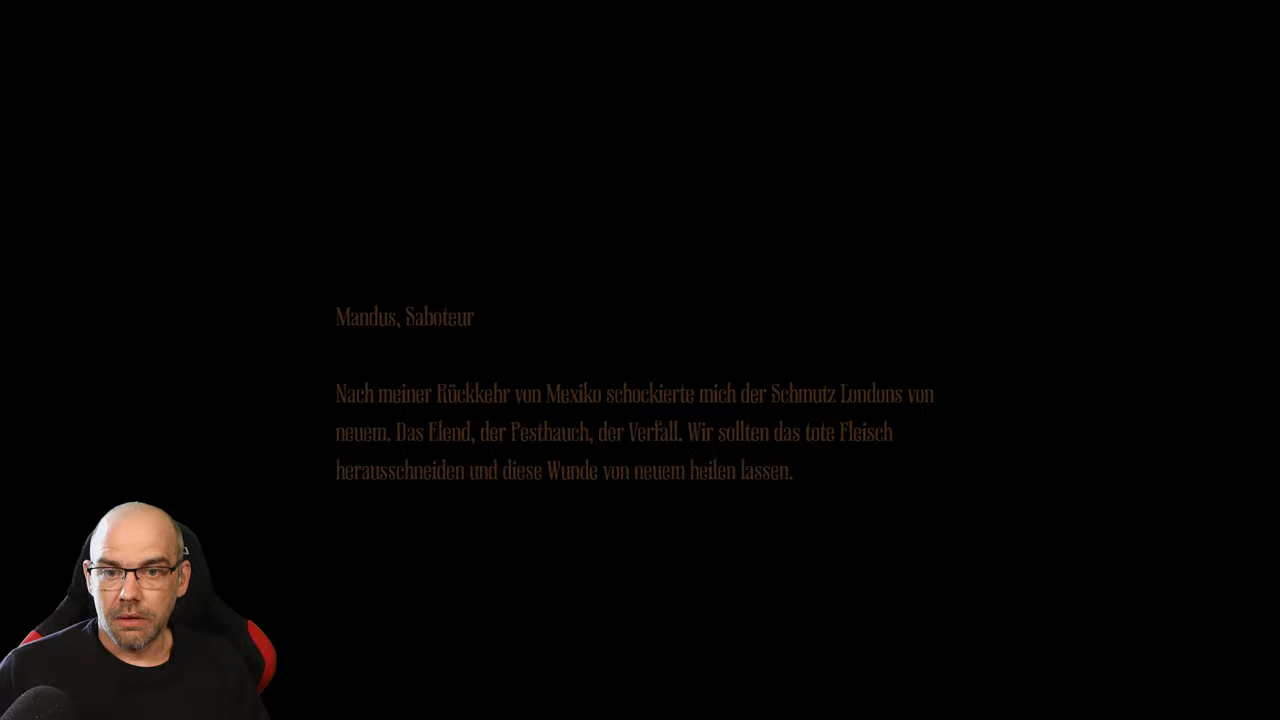 Mandus, Saboteur
Nach meiner Rückkehr von Mexiko schockierte mich der Schmutz Londons von
neuem. Das Elend, der Pesthauch, der Verfall. Wir sollten das tote Fleisch
herausschneiden und diese Wunde von neuem heilen lassen.